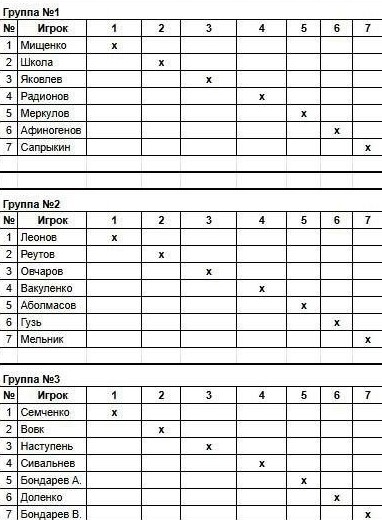 Группа №1
№ Игрок 1 2 3 4 5 6 7
1 Мищенко x
2 Школа x
3 Яковлев x
4 Радионов x
5 Меркулов x
6 Афиногенов x
7 Сапрыкин x
Группа №2
№ Игрок 1 2 3 4 5 6 7
1 Леонов x
2 Реутов x
3 Овчаров x
4 Вакуленко x
5 Аболмасов x
6 Гузь x
7 Мельник x
Группа №3
№ Игрок 1 2 3 4 5 6 7
1 Семченко x
2 Вовк x
3 Наступень x
4 Сивальнев x
5 Бондарев А. x
6 Доленко x
7 Бондарев В. x